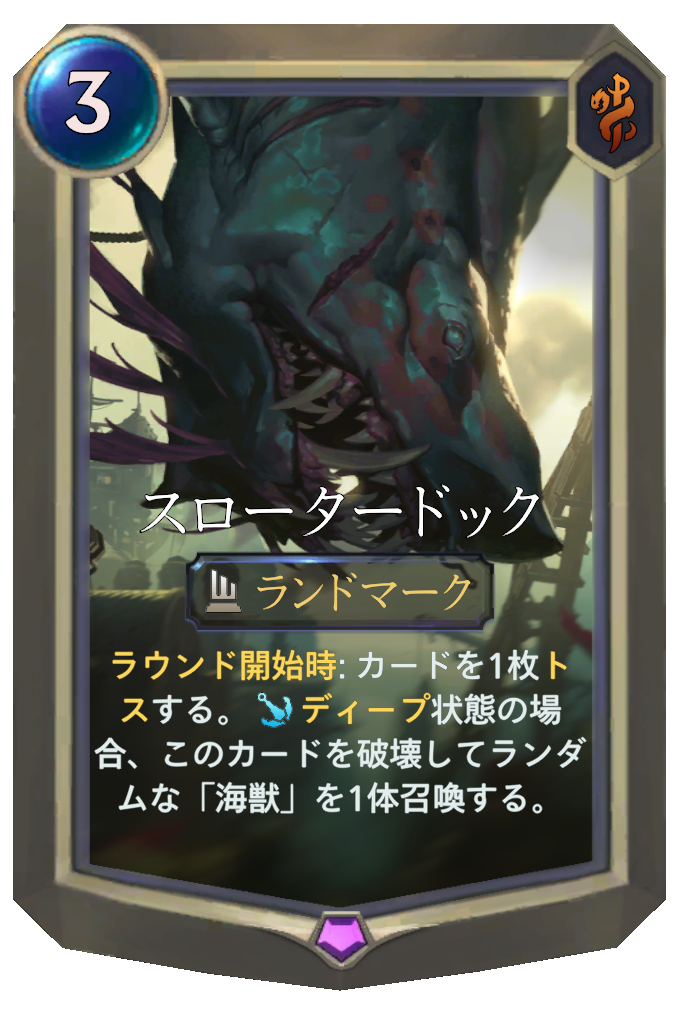 3
スロータードック
ランドマーク
ラウンド開始時: カードを1枚ト
スする。 ディープ状態の場
合、このカードを破壊してランダ
ムな「海獣」を1体召喚する。